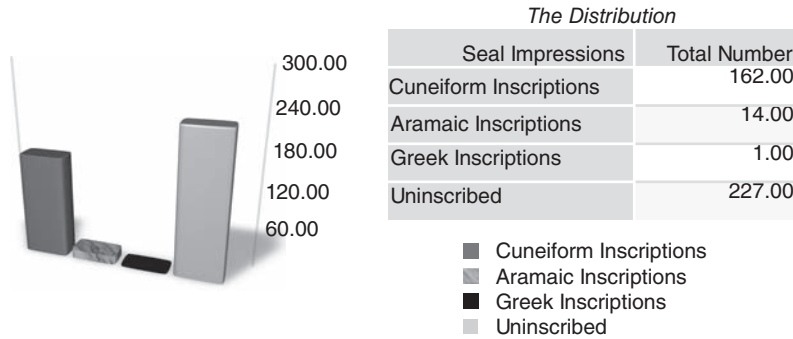 The Distribution
Seal Impressions Total Number
Cuneiform Inscriptions 162.00
Aramaic Inscriptions 14.00
Greek Inscriptions 1.00
Uninscribed 227.00
300.00
240.00
180.00
120.00
60.00
Cuneiform Inscriptions
Aramaic Inscriptions
Greek Inscriptions
Uninscribed